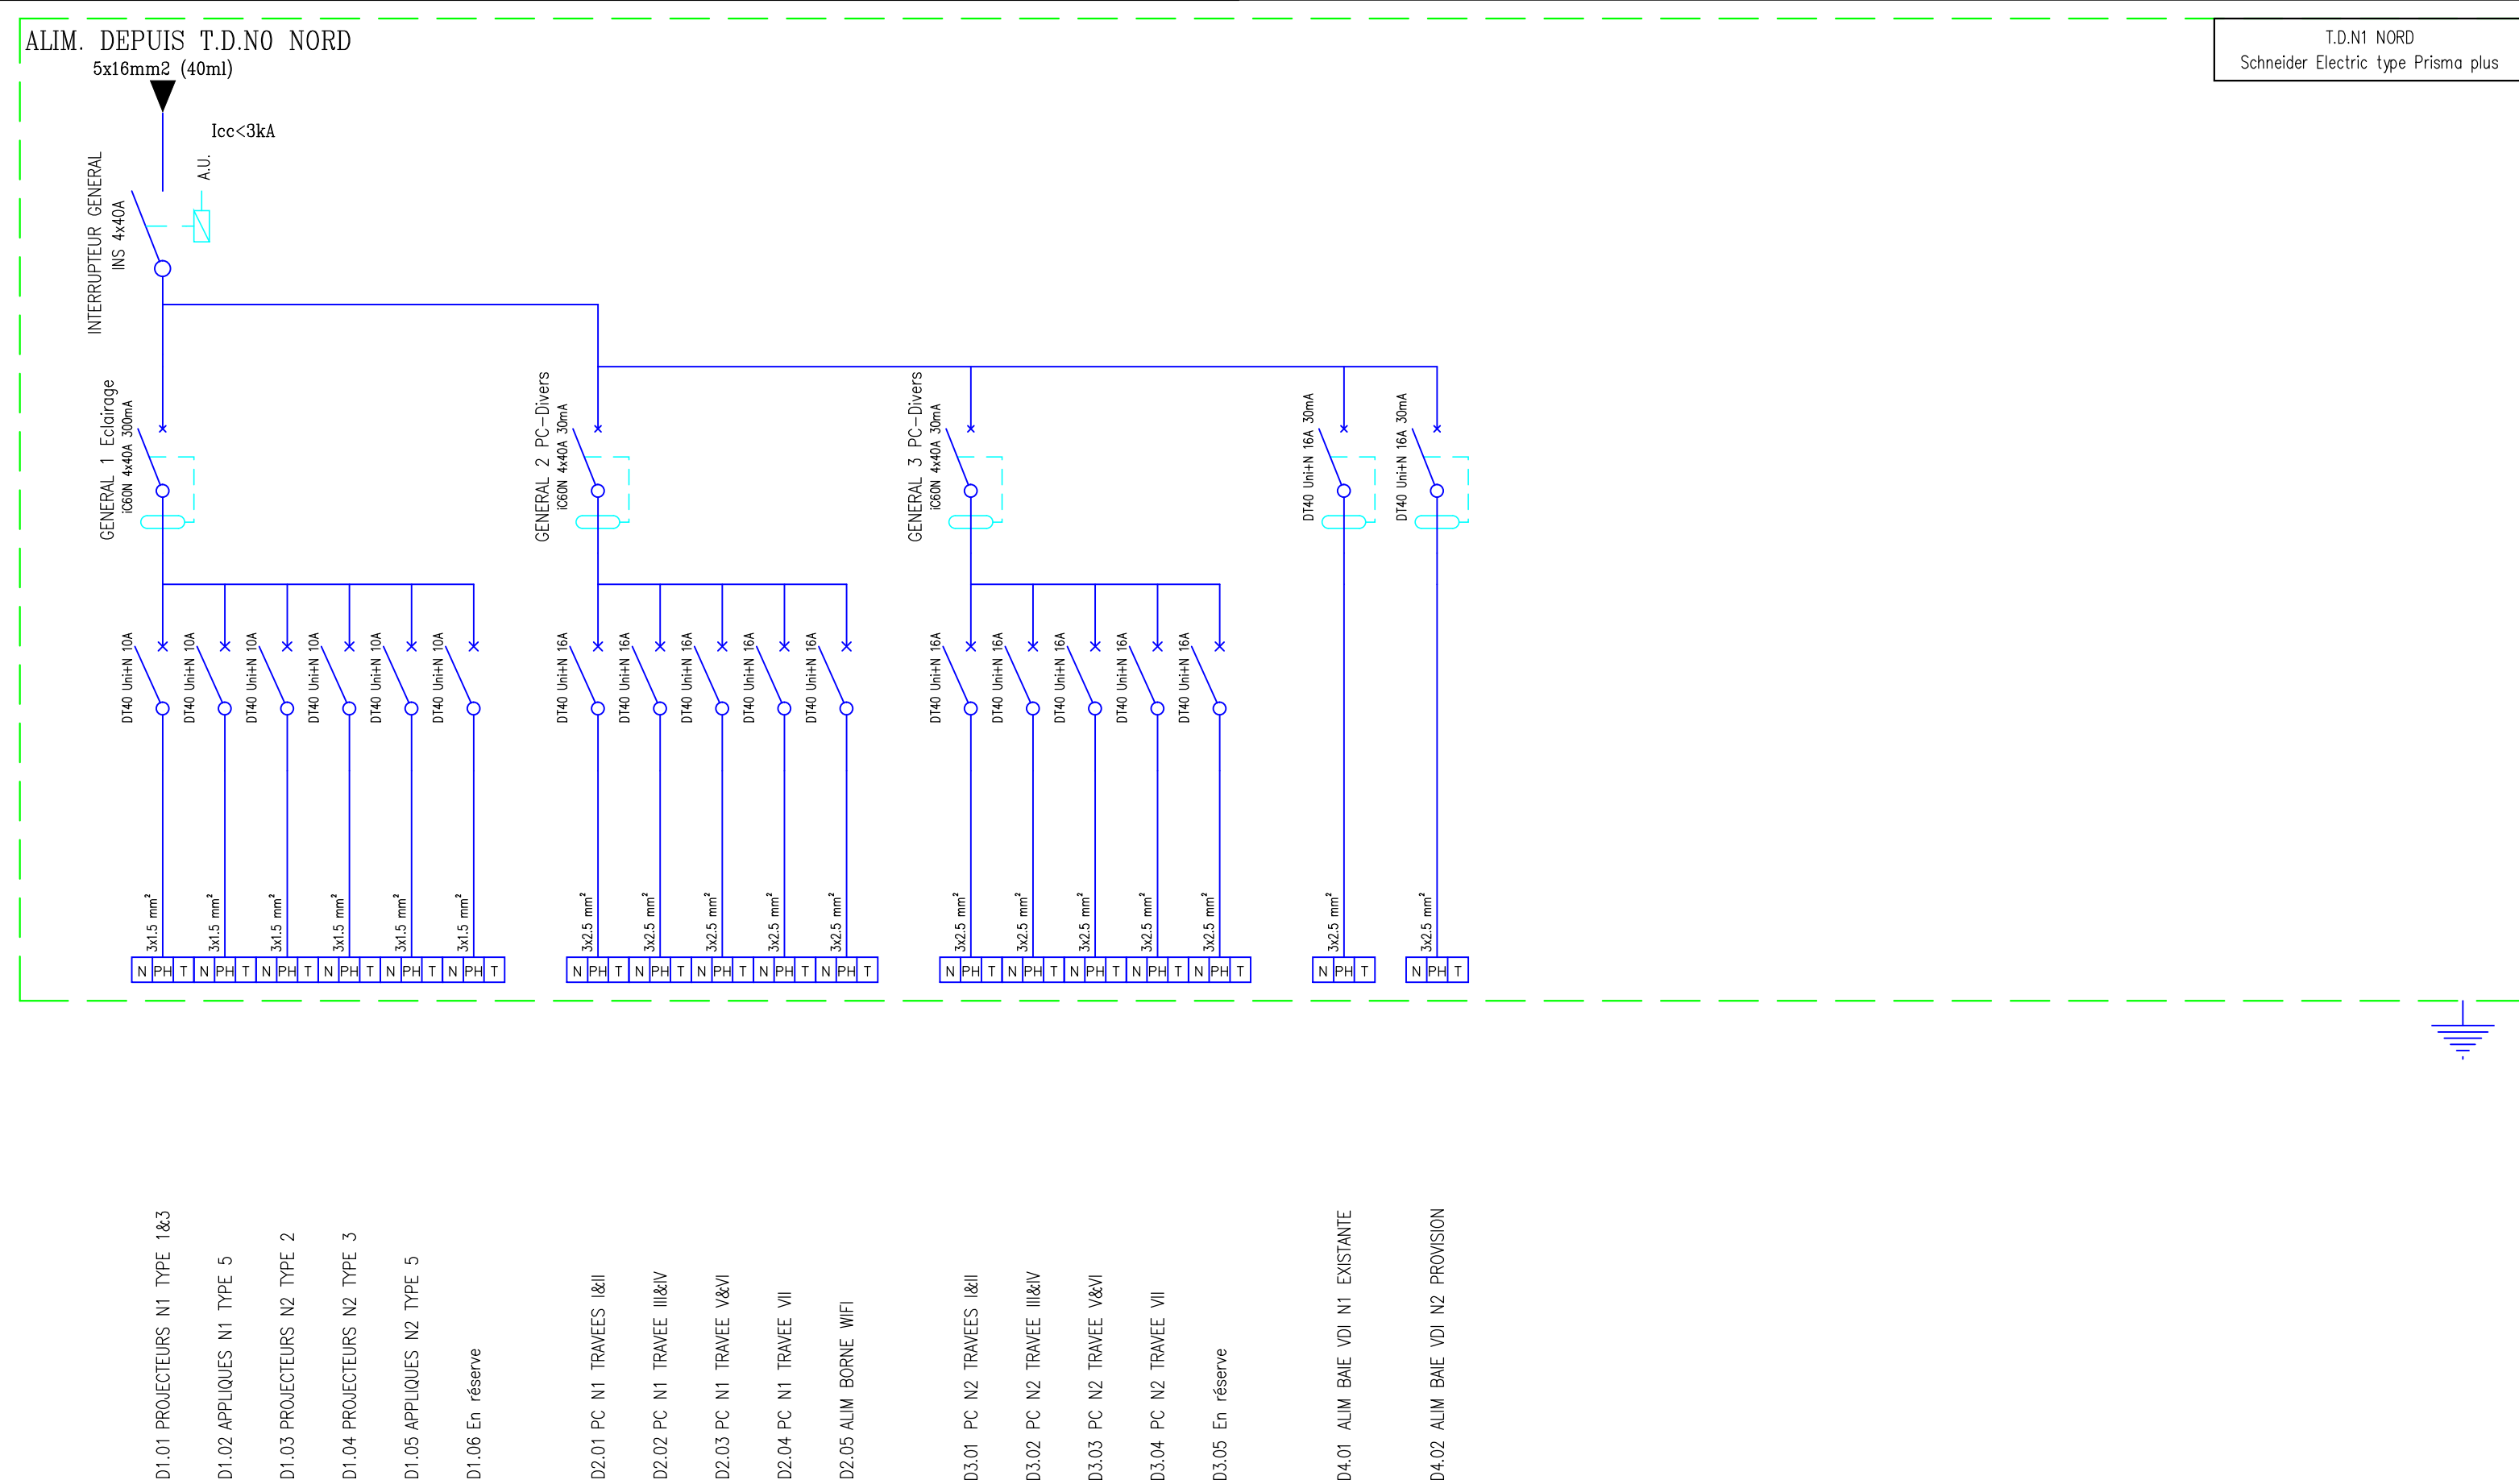 ALIM. DEPUIS T.D.N0 NORD
5x16mm2 (40ml)
T.D.N1 NORD
Schneider Electric type Prisma plus
Icc<3kA
A.U.
INTERRUPTEUR GENERAL
INS 4x40A
GENERAL 1 Eclairage
iC60N 4x40A 300mA
GENERAL 2 PC-Divers
iC60N 4x40A 30mA
GENERAL 3 PC-Divers
iC60N 4x40A 30mA
DT40 Uni+N 16A 30mA
DT40 Uni+N 16A 30mA
DT40 Uni+N 10A
DT40 Uni+N 10A
DT40 Uni+N 10A
DT40 Uni+N 10A
DT40 Uni+N 10A
DT40 Uni+N 10A
DT40 Uni+N 16A
DT40 Uni+N 16A
DT40 Uni+N 16A
DT40 Uni+N 16A
DT40 Uni+N 16A
DT40 Uni+N 16A
DT40 Uni+N 16A
DT40 Uni+N 16A
DT40 Uni+N 16A
DT40 Uni+N 16A
3x1.5 mm²
3x1.5 mm²
3x1.5 mm²
3x1.5 mm²
3x1.5 mm²
3x1.5 mm²
3x2.5 mm²
3x2.5 mm²
3x2.5 mm²
3x2.5 mm²
3x2.5 mm²
3x2.5 mm²
3x2.5 mm²
3x2.5 mm²
3x2.5 mm²
3x2.5 mm²
3x2.5 mm²
3x2.5 mm²
N PH T N PH T N PH T N PH T N PH T N PH T
N PH T N PH T N PH T N PH T N PH T
N PH T N PH T N PH T N PH T N PH T
N PH T
N PH T
D1.01 PROJECTEURS N1 TYPE 1&3
D1.02 APPLIQUES N1 TYPE 5
D1.03 PROJECTEURS N2 TYPE 2
D1.04 PROJECTEURS N2 TYPE 3
D1.05 APPLIQUES N2 TYPE 5
D1.06 En réserve
D2.01 PC N1 TRAVEES I&II
D2.02 PC N1 TRAVEE III&IV
D2.03 PC N1 TRAVEE V&VI
D2.04 PC N1 TRAVEE VII
D2.05 ALIM BORNE WIFI
D3.01 PC N2 TRAVEES I&II
D3.02 PC N2 TRAVEE III&IV
D3.03 PC N2 TRAVEE V&VI
D3.04 PC N2 TRAVEE VII
D3.05 En réserve
D4.01 ALIM BAIE VDI N1 EXISTANTE
D4.02 ALIM BAIE VDI N2 PROVISION